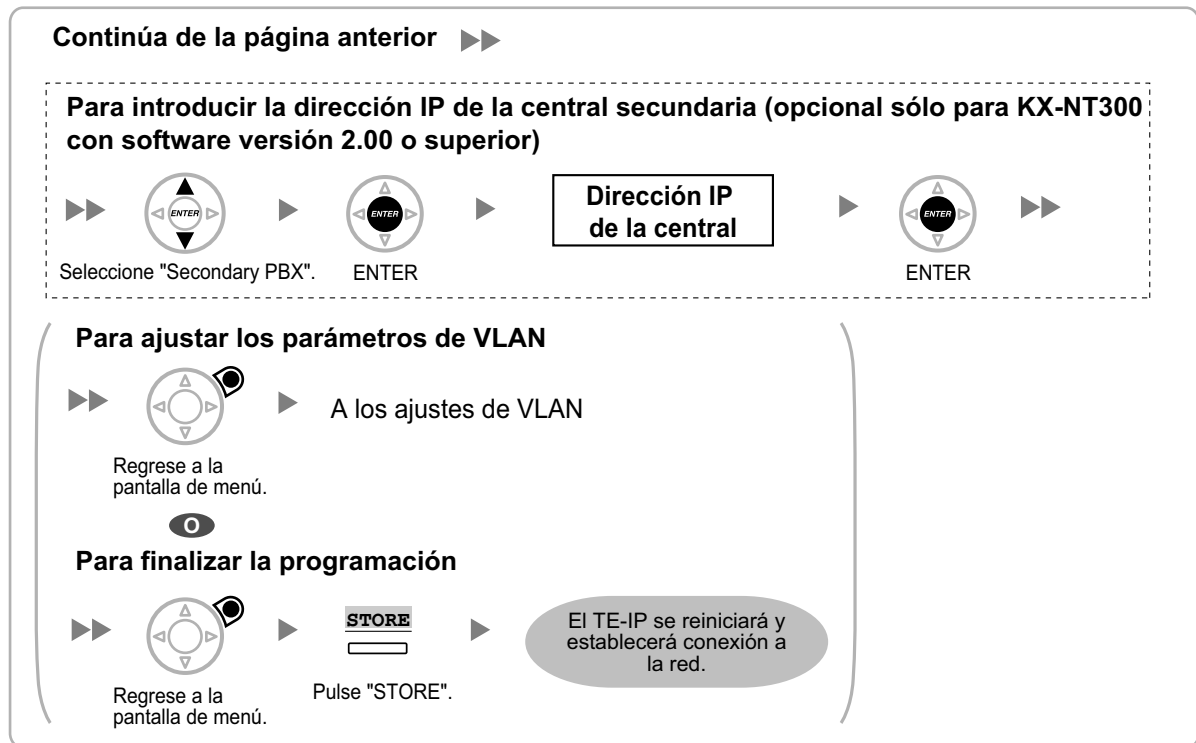 Continúa de la página anterior
Para introducir la dirección IP de la central secundaria (opcional sólo para KX-NT300
con software versión 2.00 o superior)
ENTER
ENTER
Dirección IP
de la central
ENTER
Seleccione "Secondary PBX".
ENTER
ENTER
Para ajustar los parámetros de VLAN
A los ajustes de VLAN
Regrese a la
pantalla de menú.
O
Para finalizar la programación
STORE
El TE-IP se reiniciará y
establecerá conexión a
la red.
Regrese a la
pantalla de menú.
Pulse "STORE".